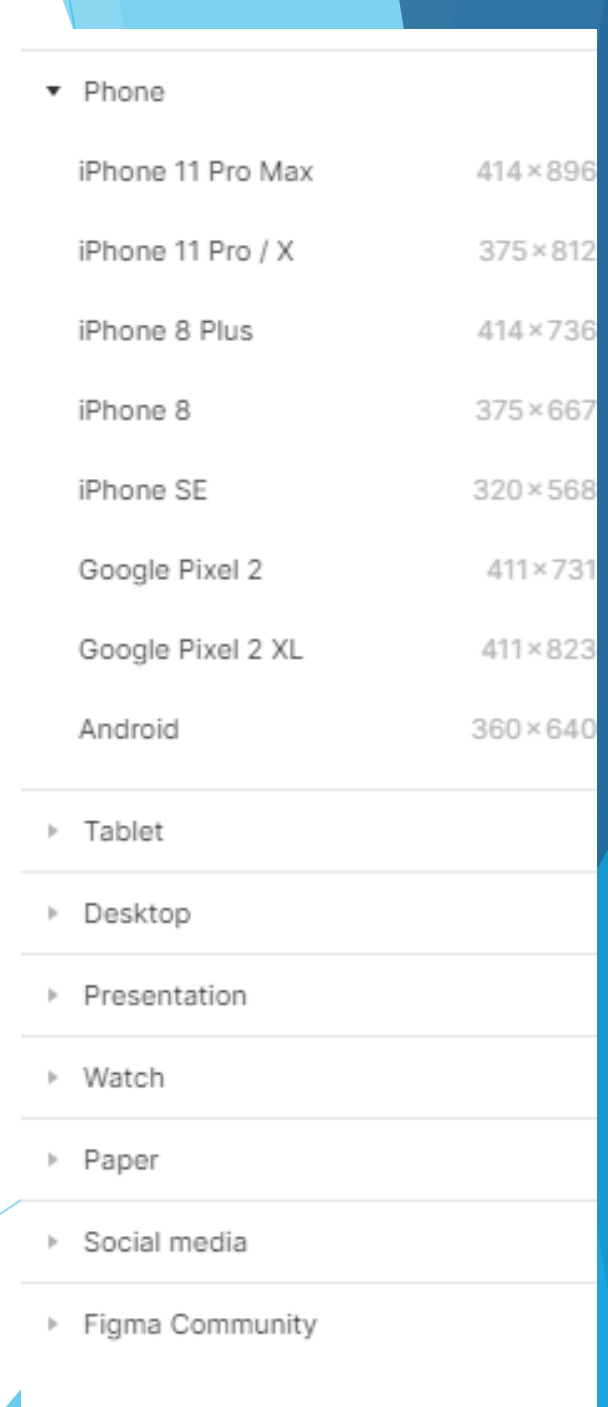 Phone
iPhone 11 Pro Max 414×896
iPhone 11 Pro / X 375×812
iPhone 8 Plus 414×736
iPhone 8 375×667
iPhone SE 320×568
Google Pixel 2 411×731
Google Pixel 2 XL 411×823
Android 360×640
Tablet
Desktop
Presentation
Watch
Paper
Social media
Figma Community